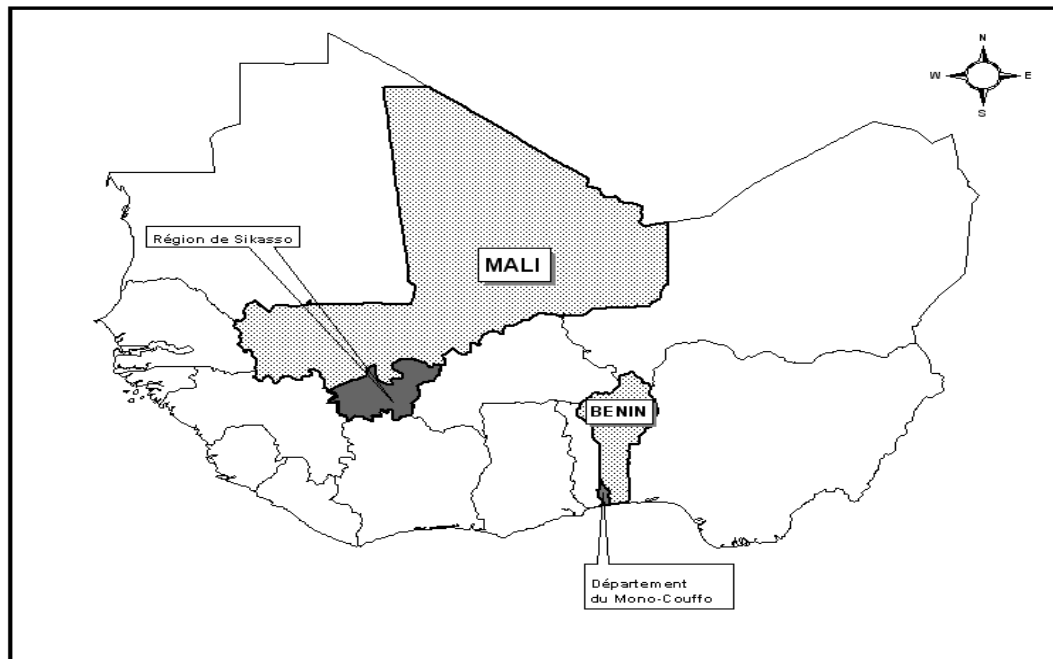 N
W E
S
Région de Sikasso
MALI
BENIN
Département
du Mono-Couffo